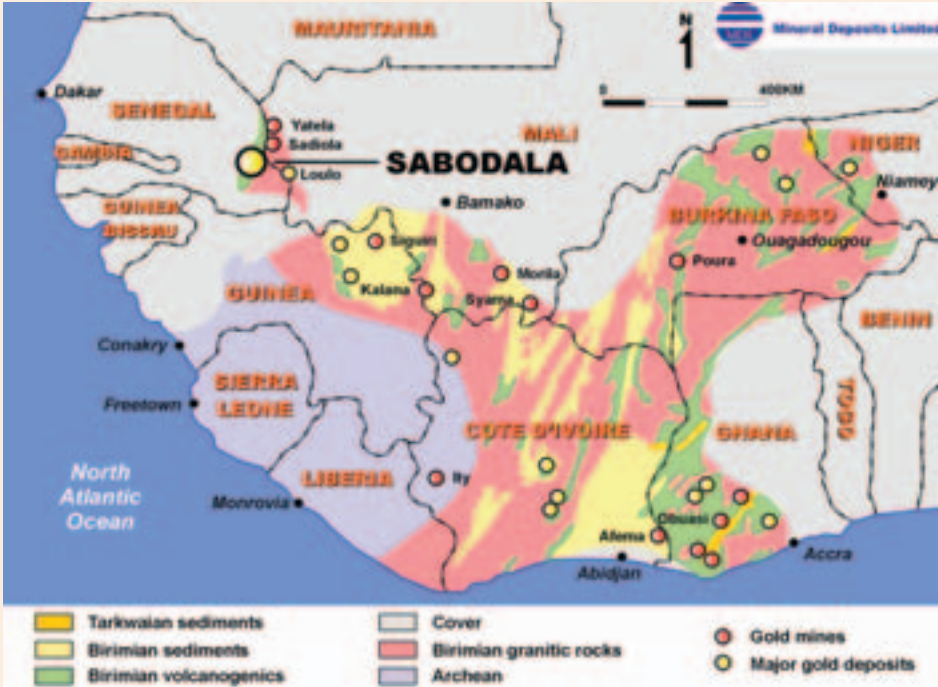 MAURITANIA
N
Mineral Deposits Limited
0
400KM
Dakar
SENEGAL
GAMBIA
Yatela
Sadiola
Loulo
SABODALA
MALI
NIGER
Niamey
GUINEA
BISSAU
Bamako
BURKINA FASO
Ouagadougou
Siguiri
Morila
Poura
Kalana
Syama
GUINEA
BENIN
Conakry
SIERRA
LEONE
Freetown
TOGO
COTE D'IVOIRE
GHANA
North
Atlantic
Ocean
LIBERIA
Ity
Monrovia
Obuasi
Afema
Accra
Abidjan
Tarkwaian sediments
Birimian sediments
Birimian volcanogenics
Cover
Birimian granitic rocks
Archean
Gold mines
Major gold deposits